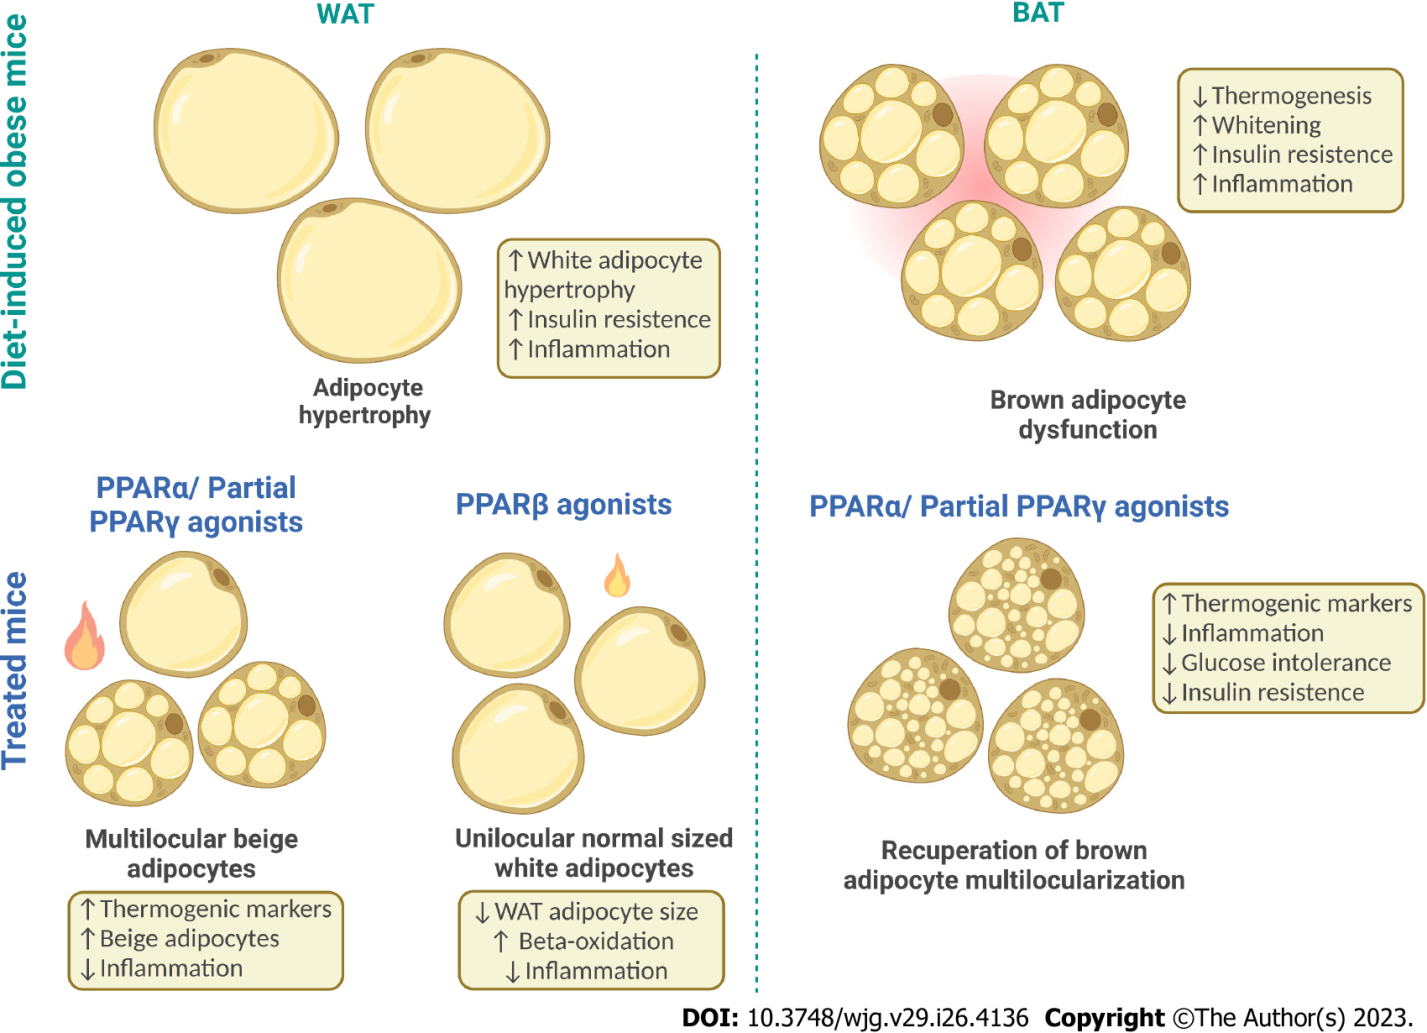 WAT
BAT
Diet-induced obese mice
↑White adipocyte
hypertrophy
↑Insulin resistence
↑Inflammation
Adipocyte
hypertrophy
↓Thermogenesis
↑Whitening
↑Insulin resistence
↑Inflammation
Brown adipocyte
dysfunction
Treated mice
PPARα/ Partial
PPARγ agonists
Multilocular beige
adipocytes
↑Thermogenic markers
↑Beige adipocytes
↓Inflammation
PPARβ agonists
Unilocular normal sized
white adipocytes
↓WAT adipocyte size
↑ Beta-oxidation
↓Inflammation
PPARα/ Partial PPARγ agonists
↑Thermogenic markers
↓Inflammation
↓Glucose intolerance
↓Insulin resistence
Recuperation of brown
adipocyte multilocularization
DOI: 10.3748/wjg.v29.i26.4136 Copyright ©The Author(s) 2023.